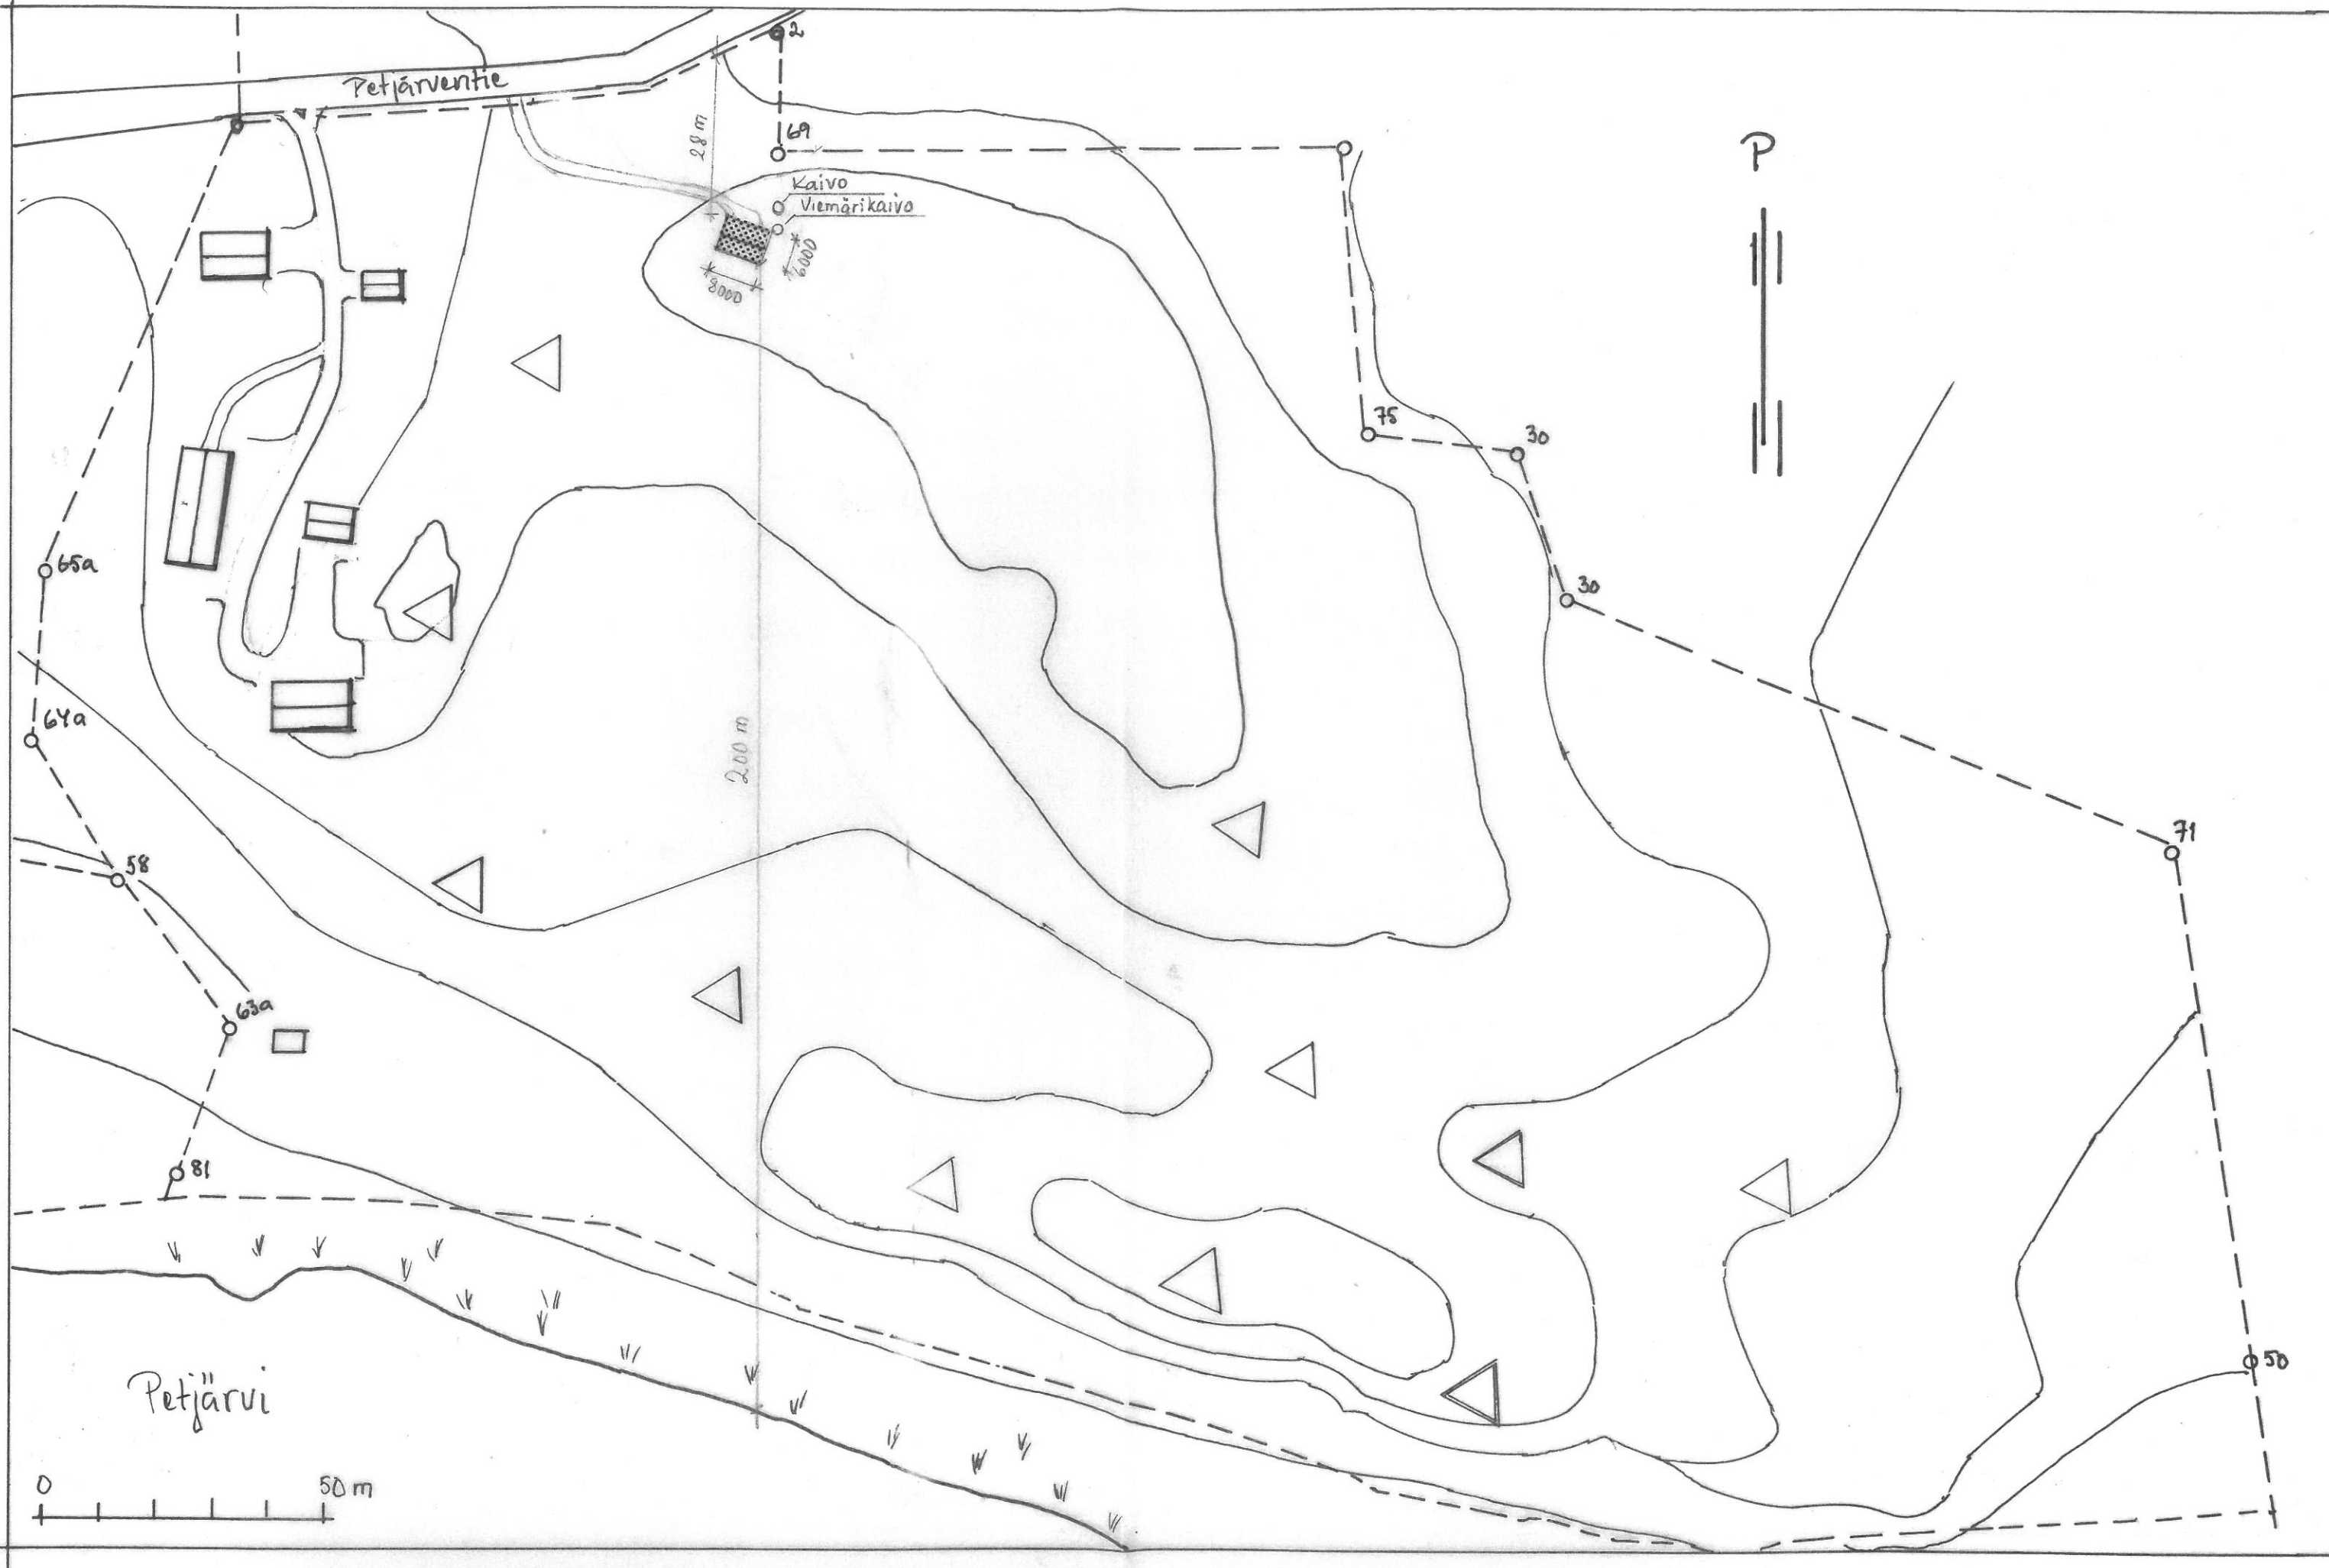 2
Petjärventie
28 m
69
P
Kaivo
Viemärikaivo
6000
8000
75
30
65a
30
64a
200 m
71
58
63a
81
50
Petjärvi
0 50 m